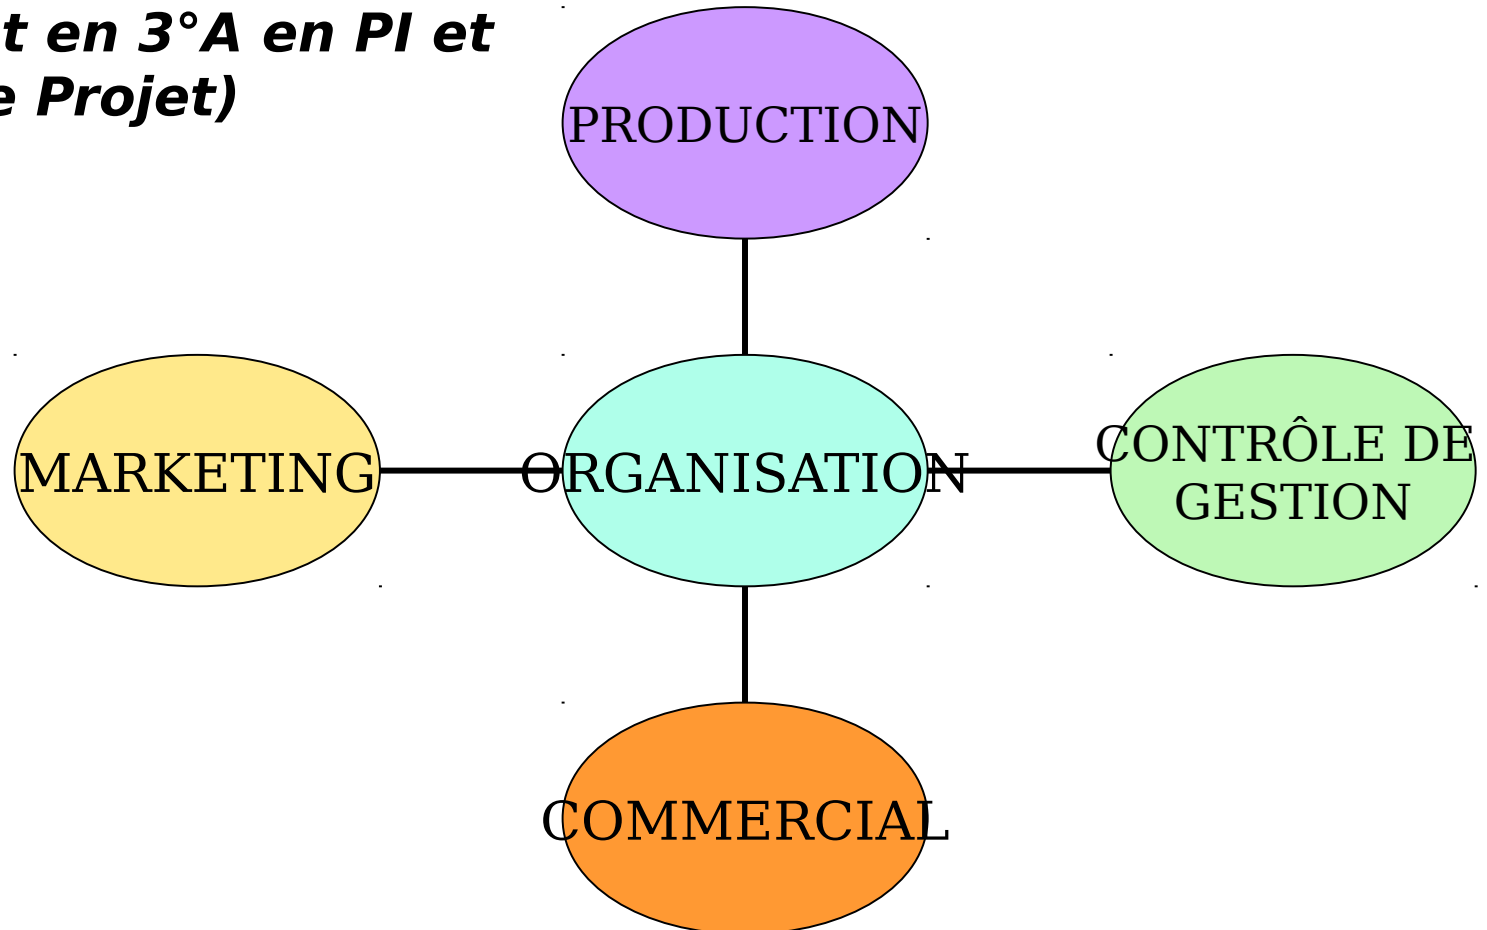 t en 3°A en PI et
e Projet)
PRODUCTION
MARKETING
ORGANISATION
CONTRÔLE DE
GESTION
COMMERCIAL